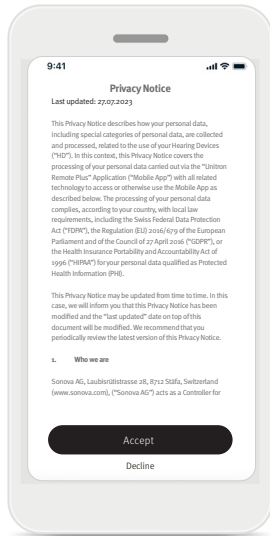 9:41
Privacy Notice
Last updated: 27.07.2023
This Privacy Notice describes how your personal data,
including special categories of personal data, are collected
and processed, related to the use of your Hearing Devices
("HD"). In this context, this Privacy Notice covers the
processing of your personal data carried out via the "Unitron
Remote Plus" Application ("Mobile App") with all related
technology to access or otherwise use the Mobile App as
described below. The processing of your personal data
complies, according to your country, with local law
requirements, including the Swiss Federal Data Protection
Act ("FDPA"), the Regulation (EU) 2016/679 of the European
Parliament and of the Council of 27 April 2016 ("GDPR"), or
the Health Insurance Portability and Accountability Act of
1996 ("HIPAA") for your personal data qualified as Protected
Health Information (PHI).
This Privacy Notice may be updated from time to time. In this
case, we will inform you that this Privacy Notice has been
modified and the "last updated" date on top of this
document will be modified. We recommend that you
periodically review the latest version of this Privacy Notice.
1. Who we are
Sonova AG, Laubisrütistrasse 28, 8712 Stäfa, Switzerland
(www.sonova.com), ("Sonova AG") acts as a Controller for
Accept
Decline